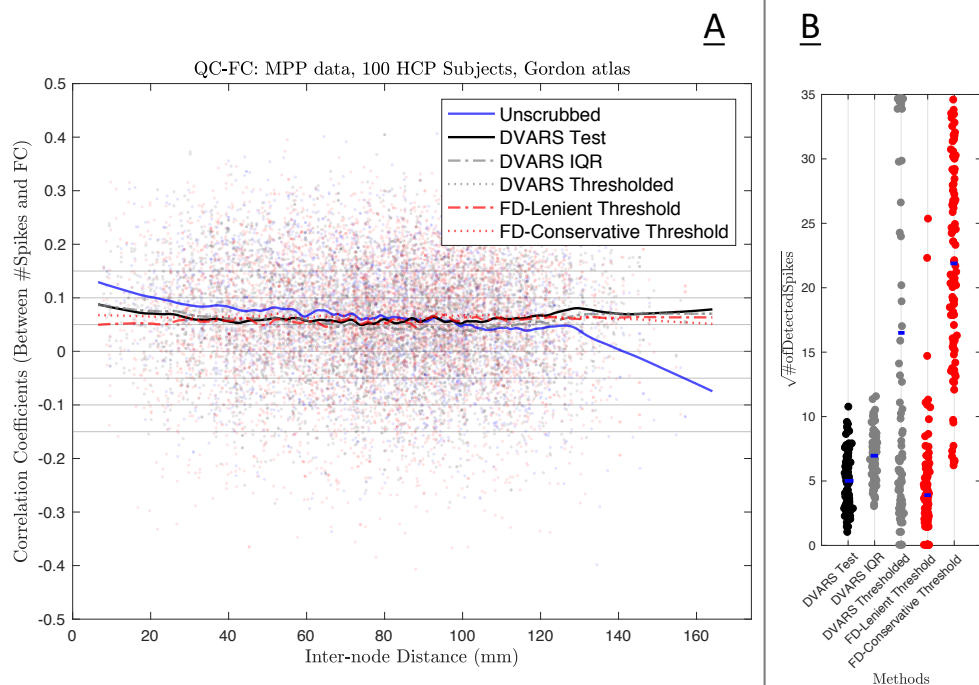 A
QC-FC: MPP data, 100 HCP Subjects, Gordon atlas
Correlation Coefficients (Between #Spikes and FC)
0.5
0.4
0.3
0.2
0.1
0
-0.1
-0.2
-0.3
-0.4
-0.5
Unscrubbed
DVARS Test
DVARS IQR
DVARS Thresholded
FD-Lenient Threshold
FD-Conservative Threshold
0 20 40 60 80 100 120 140 160
Inter-node Distance (mm)
B
√#ofDetectedSpikes
35
30
25
20
15
10
5
0
DVARS Test
DVARS IQR
DVARS Thresholded
FD-Lenient Threshold
FD-Conservative Threshold
Methods